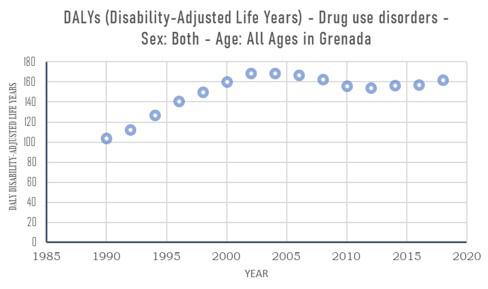 DALYs (Disability-Adjusted Life Years) - Drug use disorders -
Sex: Both - Age: All Ages in Grenada
DALY DISABILITY-ADJUSTED LIFE YEARS
180
160
140
120
100
80
60
40
20
0
1985 1990 1995 2000 2005 2010 2015 2020
YEAR